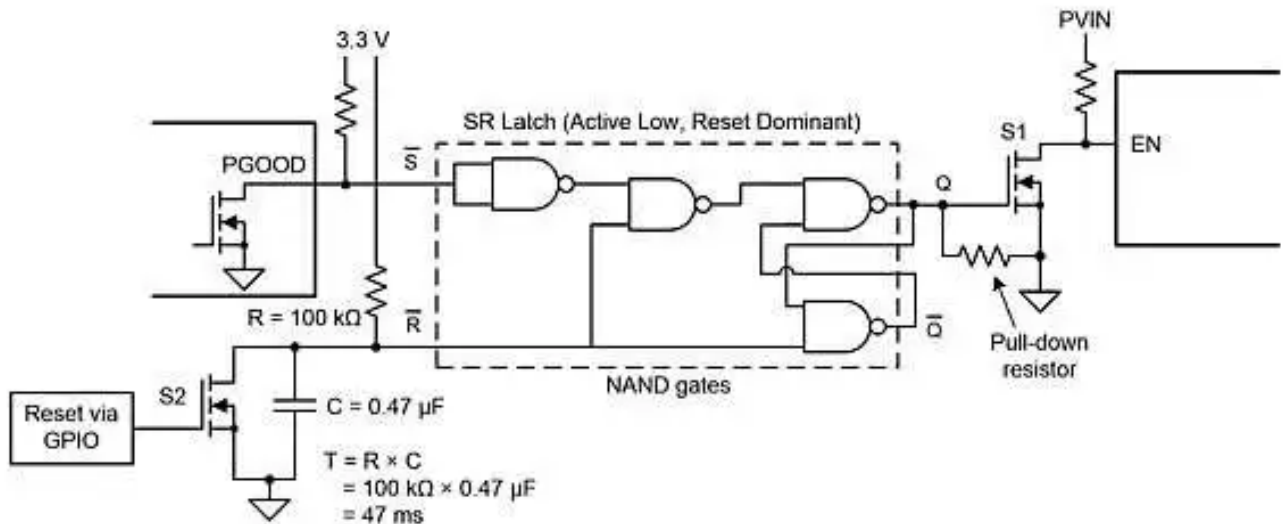 3.3 V
PVIN
SR Latch (Active Low, Reset Dominant)
S1
PGOOD
S̅
EN
Q
R = 100 kΩ
R̅
Q̅
Pull-down
resistor
NAND gates
S2
Reset via
GPIO
C = 0.47 µF
T = R × C
= 100 kΩ × 0.47 µF
= 47 ms